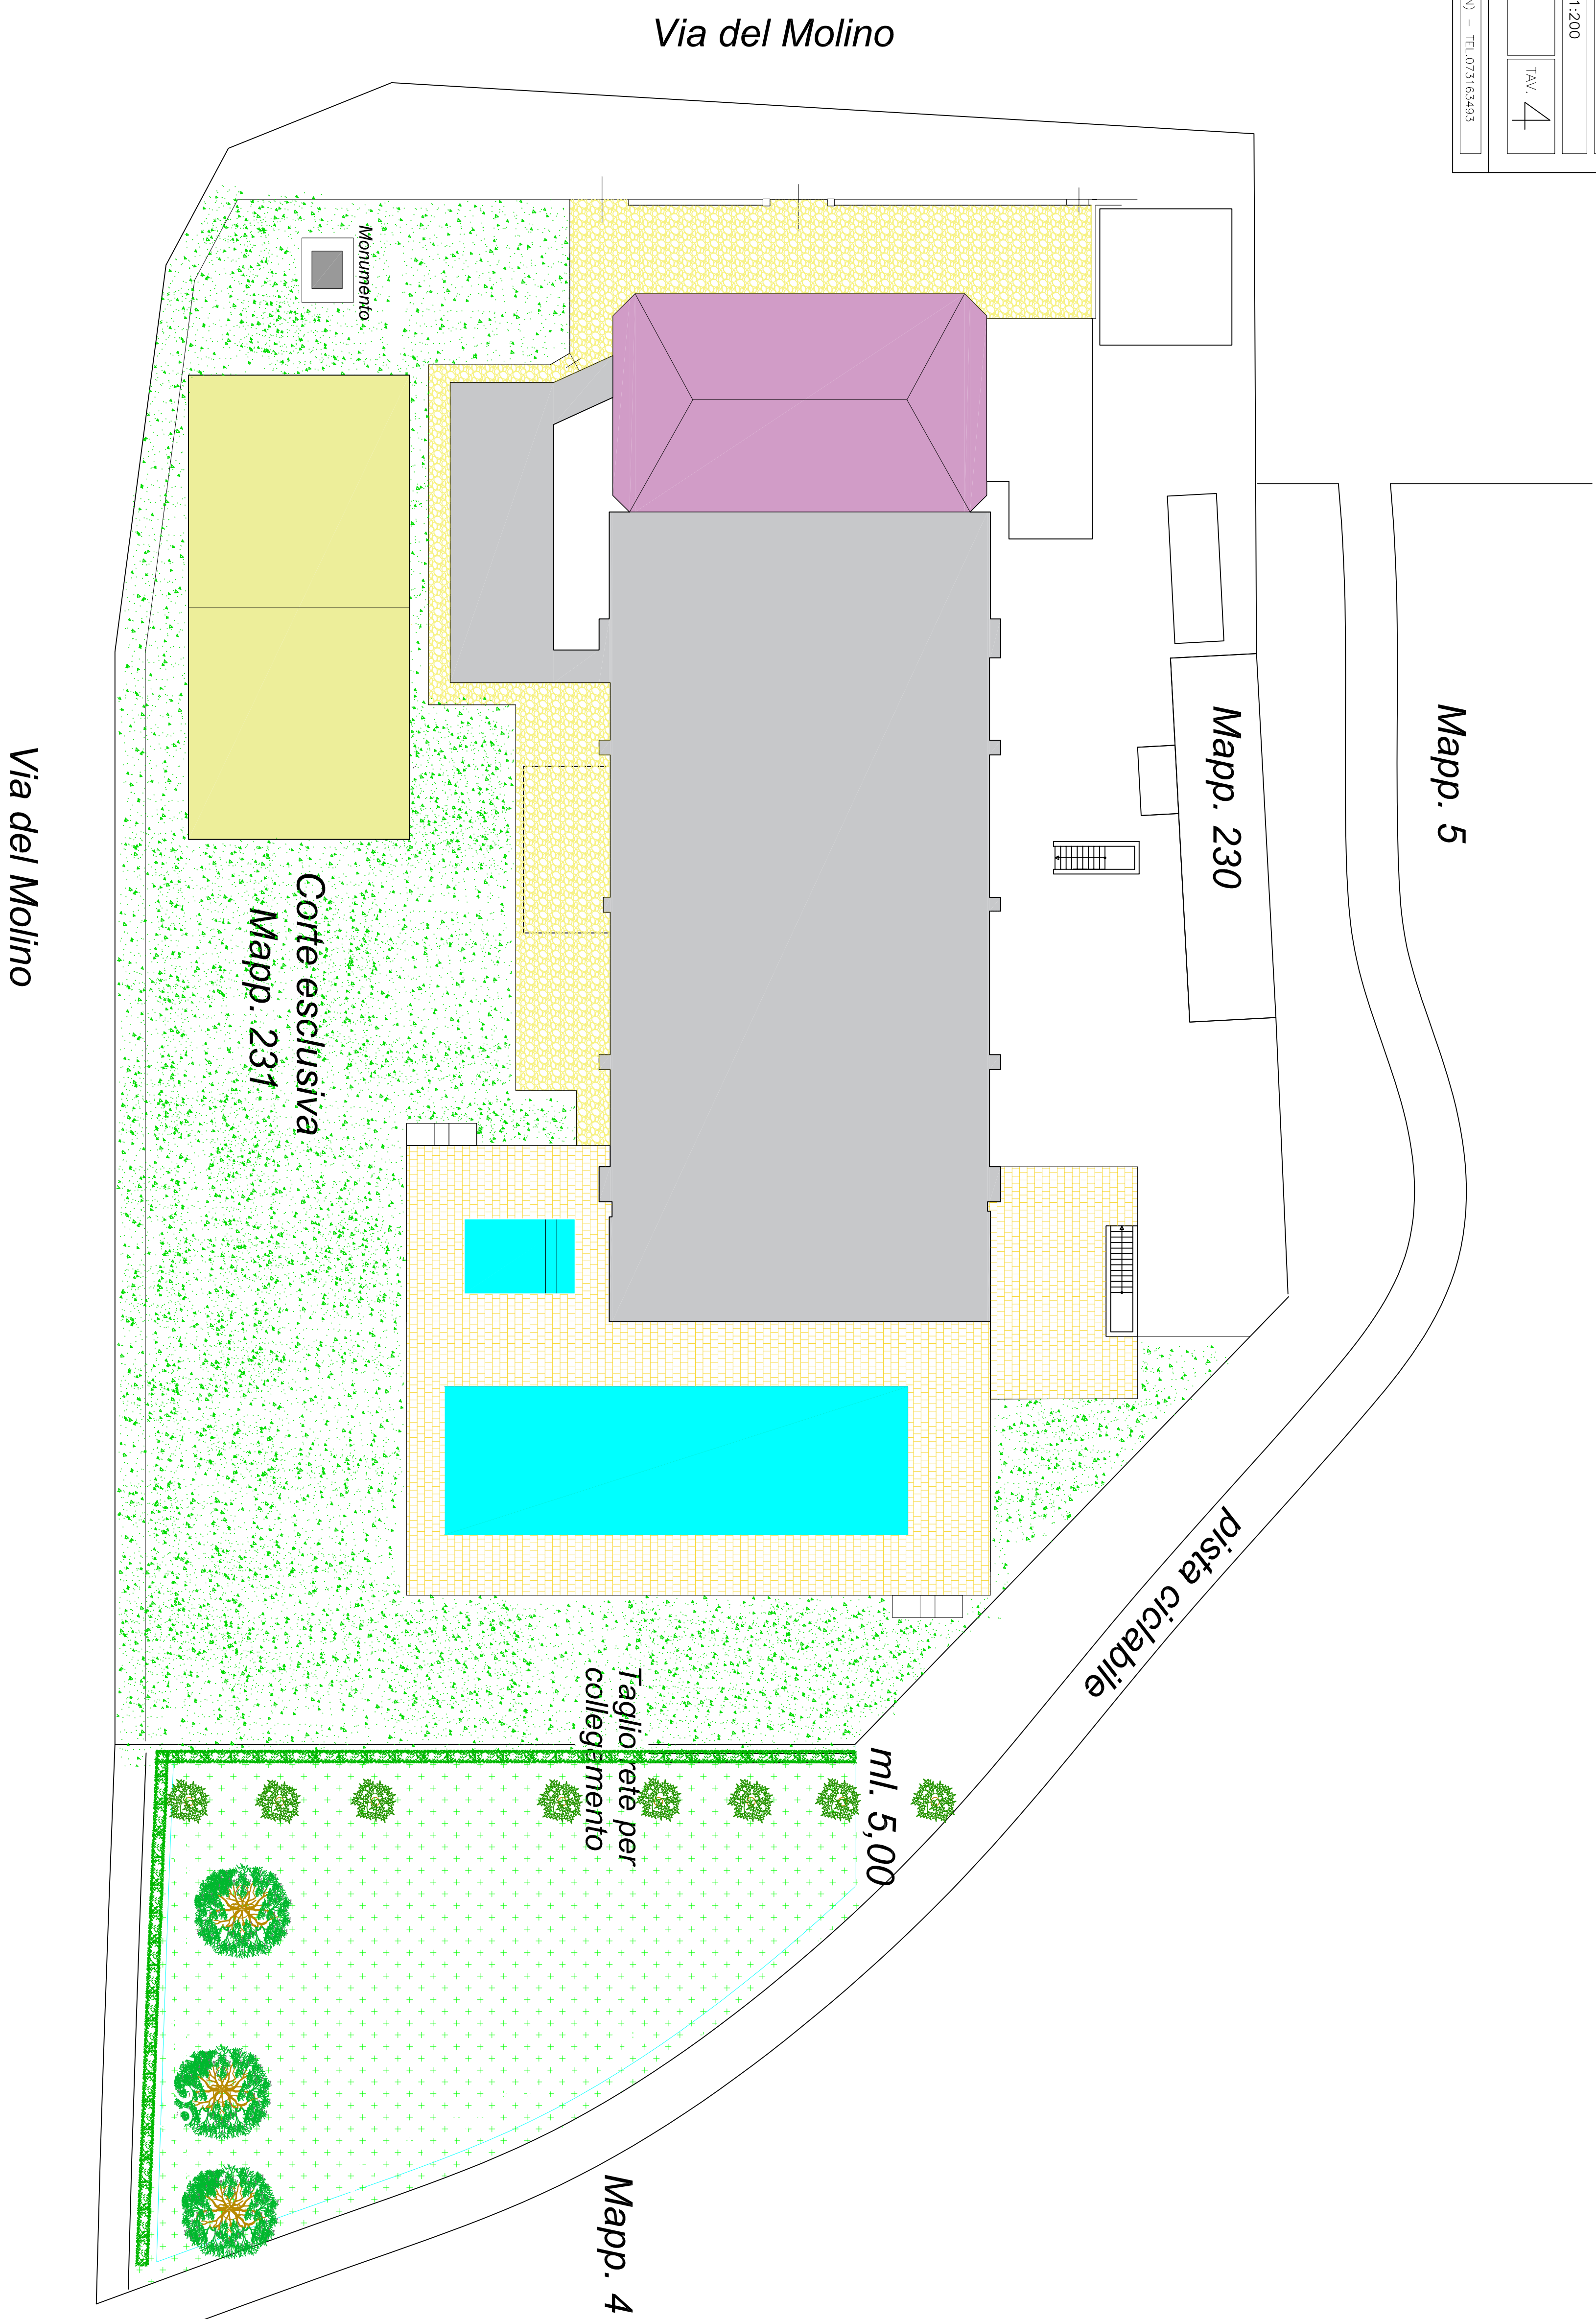 Via del Molino
1:200
TAV. 4
N) – TEL.073163493
Monumento
Mapp. 5
Mapp. 230
Via del Molino
Corte esclusiva
Mapp. 231
pista ciclabile
Taglio rete per
collegamento
ml. 5,00
Mapp. 4